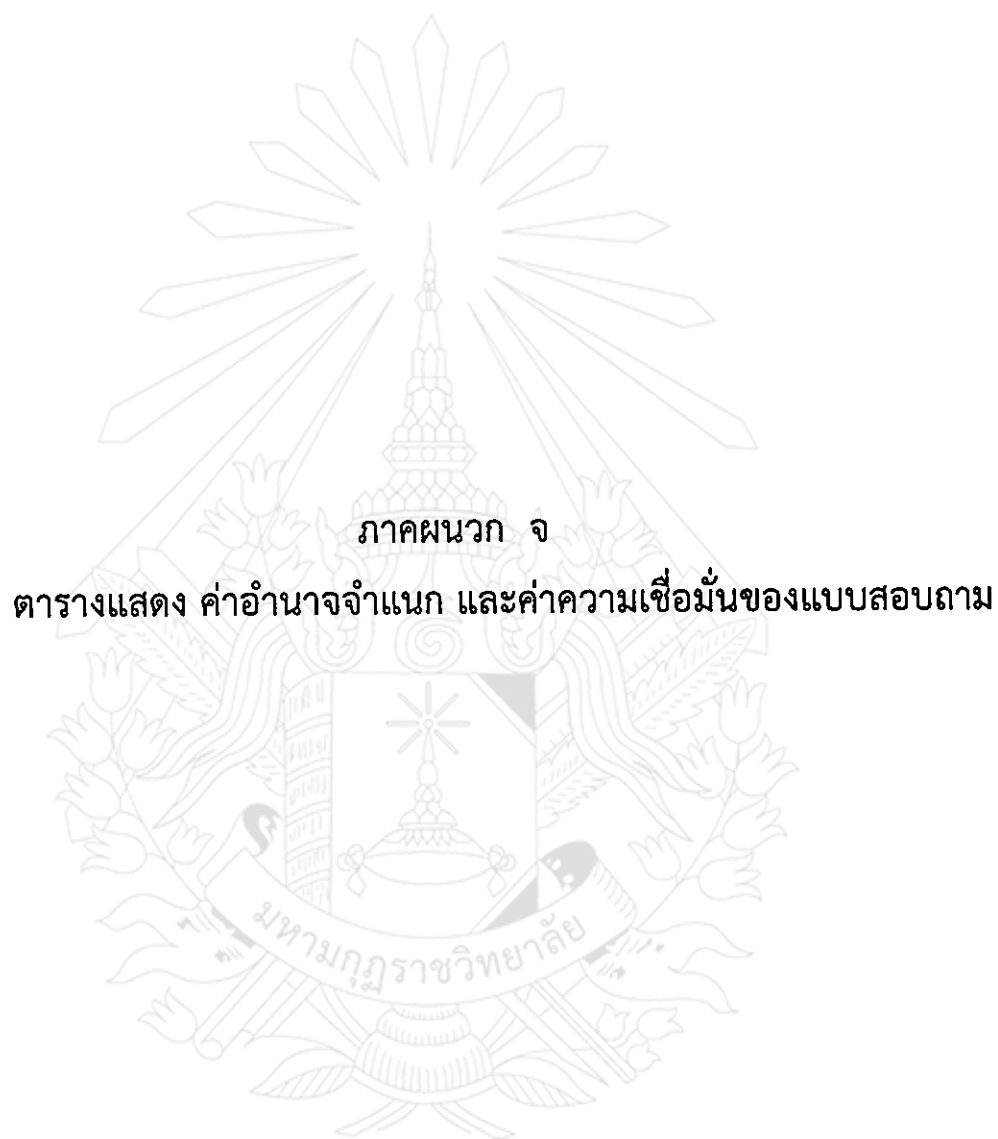 ภาคผนวก จ
ตารางแสดง ค่าอำนาจจำแนก และค่าความเชื่อมั่นของแบบสอบถาม
มหามกุฏราชวิทยาลัย